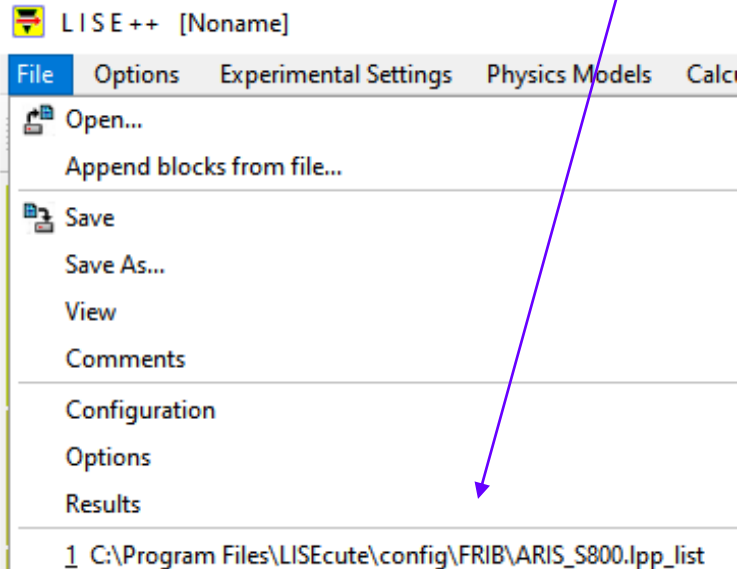 L I S E ++ [Noname]
File Options Experimental Settings Physics Models Calcu
Open...
Append blocks from file...
Save
Save As...
View
Comments
Configuration
Options
Results
1 C:\Program Files\LISEcute\config\FRIB\ARIS_S800.lpp_list